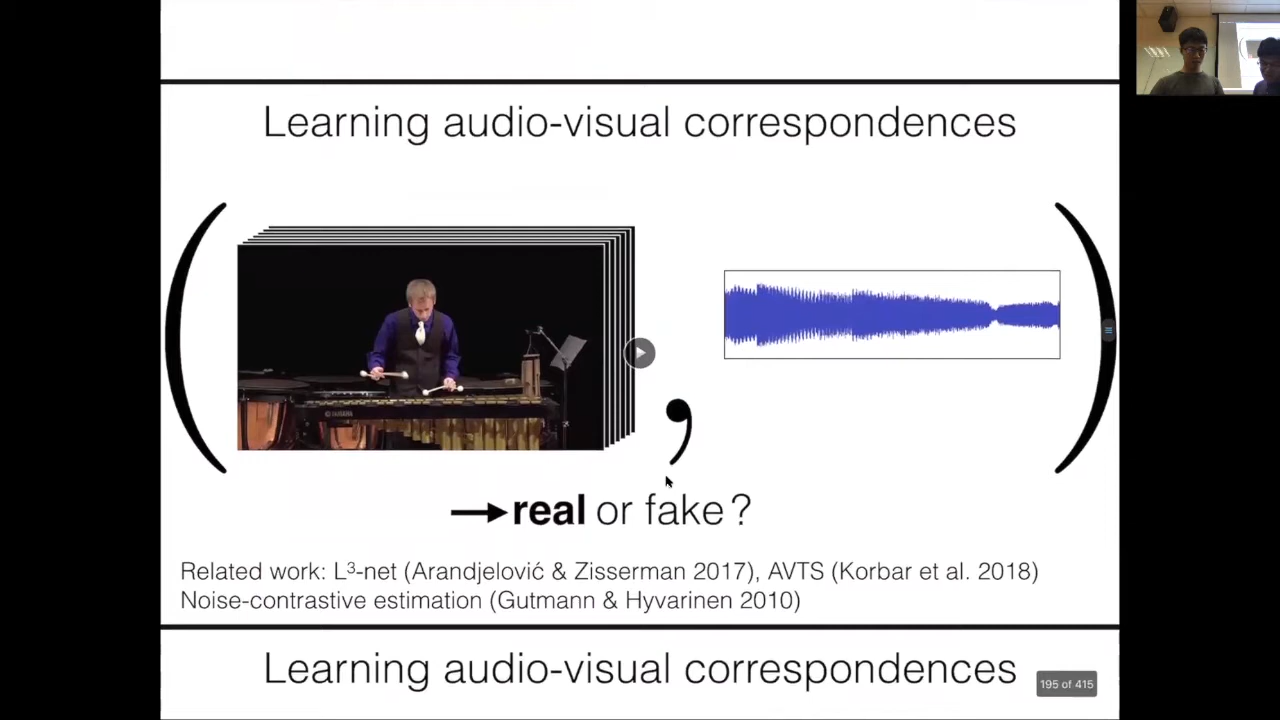 Learning audio-visual correspondences
YAMAHA
→real or fake?
Related work: L³-net (Arandjelović & Zisserman 2017), AVTS (Korbar et al. 2018)
Noise-contrastive estimation (Gutmann & Hyvarinen 2010)
Learning audio-visual correspondences
195 of 415